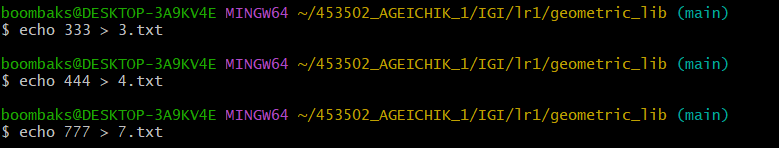 boombaks@DESKTOP-3A9KV4E MINGW64 ~/453502_AGEICHIK_1/IGI/lr1/geometric_lib (main)
$ echo 333 > 3.txt
boombaks@DESKTOP-3A9KV4E MINGW64 ~/453502_AGEICHIK_1/IGI/lr1/geometric_lib (main)
$ echo 444 > 4.txt
boombaks@DESKTOP-3A9KV4E MINGW64 ~/453502_AGEICHIK_1/IGI/lr1/geometric_lib (main)
$ echo 777 > 7.txt